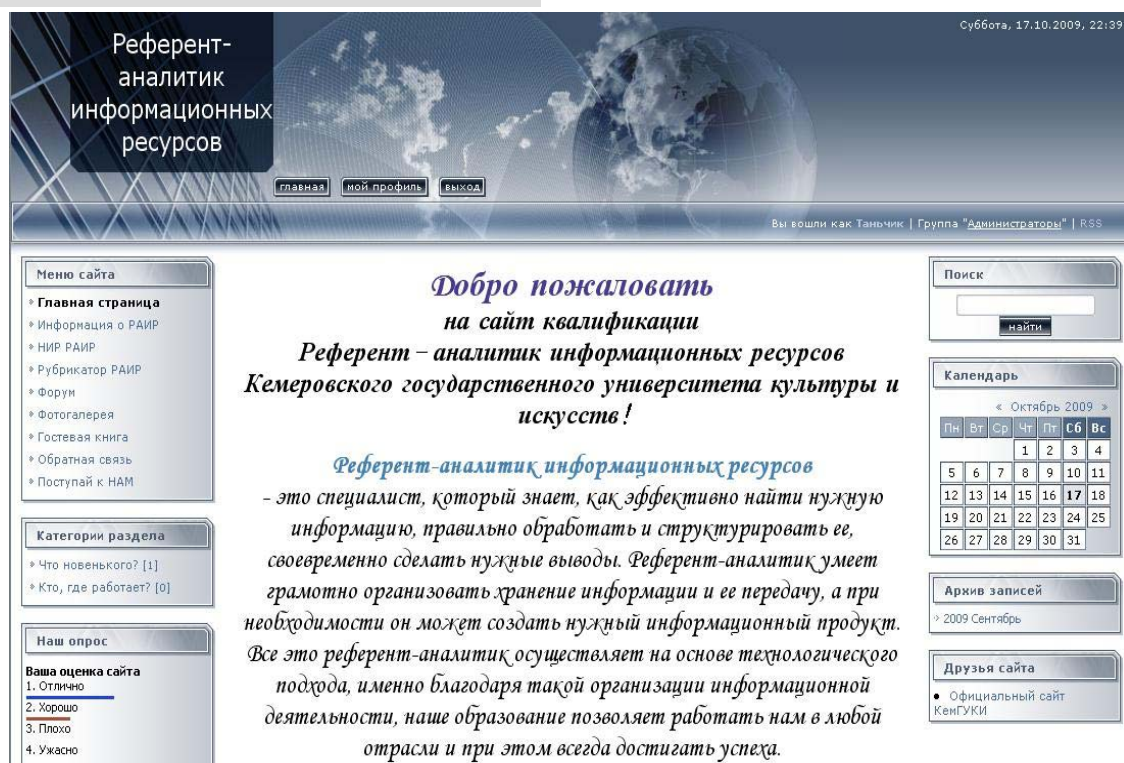 Суббота, 17.10.2009, 22:39
Референт-
аналитик
информационных
ресурсов
главная мой профиль выход
Вы вошли как Таньчик | Группа "Администраторы" | RSS
Меню сайта
Главная страница
Информация о РАИР
НИР РАИР
Рубрикатор РАИР
Форум
Фотогалерея
Гостевая книга
Обратная связь
Поступай к НАМ
Категории раздела
Что новенького? [1]
Кто, где работает? [0]
Наш опрос
Ваша оценка сайта
1. Отлично
2. Хорошо
3. Плохо
4. Ужасно
Добро пожаловать
на сайт квалификации
Референт – аналитик информационных ресурсов
Кемеровского государственного университета культуры и
искусств!
Референт-аналитик информационных ресурсов
- это специалист, который знает, как эффективно найти нужную
информацию, правильно обработать и структурировать ее,
своевременно сделать нужные выводы. Референт-аналитик умеет
грамотно организовать хранение информации и ее передачу, а при
необходимости он может создать нужный информационный продукт.
Все это референт-аналитик осуществляет на основе технологического
подхода, именно благодаря такой организации информационной
деятельности, наше образование позволяет работать нам в любой
отрасли и при этом всегда достигать успеха.
Поиск
найти
Календарь
« Октябрь 2009 »
Пн Вт Ср Чт Пт Сб Вс
1 2 3 4
5 6 7 8 9 10 11
12 13 14 15 16 17 18
19 20 21 22 23 24 25
26 27 28 29 30 31
Архив записей
2009 Сентябрь
Друзья сайта
Официальный сайт
КемГУКИ